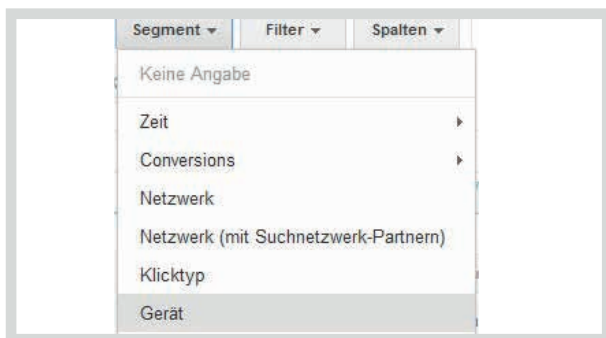 Segment Filter Spalten
Keine Angabe
Zeit
Conversions
Netzwerk
Netzwerk (mit Suchnetzwerk-Partnern)
Klicktyp
Gerät